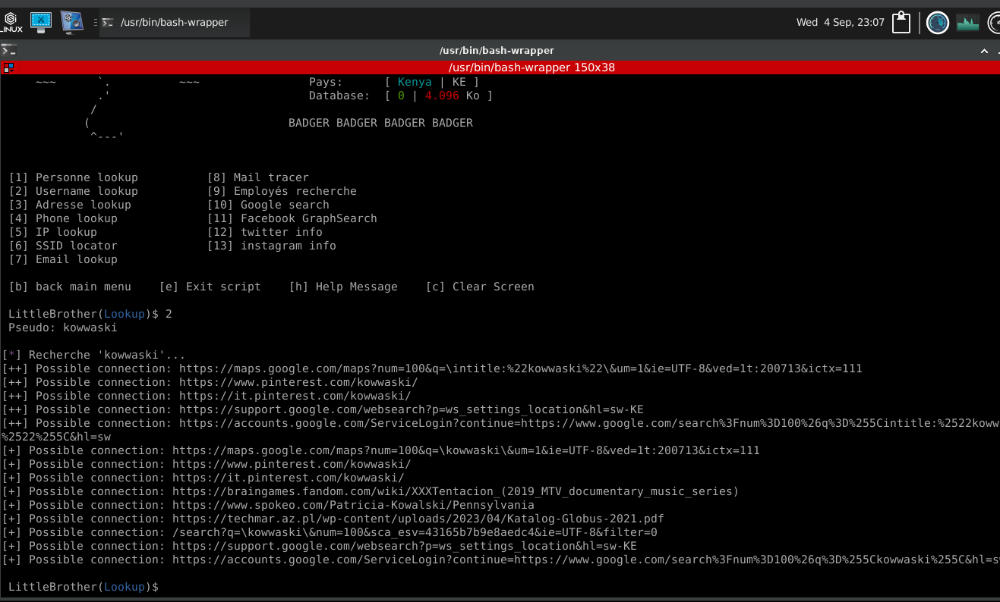 LINUX
/usr/bin/bash-wrapper
Wed 4 Sep, 23:07
/usr/bin/bash-wrapper
/usr/bin/bash-wrapper 150x38
~~~ `. ~~~ Pays: [ Kenya | KE ]
.' Database: [ 0 | 4.096 Ko ]
/
( BADGER BADGER BADGER BADGER
^---'
[1] Personne lookup [8] Mail tracer
[2] Username lookup [9] Employés recherche
[3] Adresse lookup [10] Google search
[4] Phone lookup [11] Facebook GraphSearch
[5] IP lookup [12] twitter info
[6] SSID locator [13] instagram info
[7] Email lookup
[b] back main menu [e] Exit script [h] Help Message [c] Clear Screen
LittleBrother(Lookup)$ 2
Pseudo: kowwaski
[*] Recherche 'kowwaski'...
[++] Possible connection: https://maps.google.com/maps?num=100&q=\intitle:%22kowwaski%22\&um=1&ie=UTF-8&ved=1t:200713&ictx=111
[++] Possible connection: https://www.pinterest.com/kowwaski/
[++] Possible connection: https://it.pinterest.com/kowwaski/
[++] Possible connection: https://support.google.com/websearch?p=ws_settings_location&hl=sw-KE
[++] Possible connection: https://accounts.google.com/ServiceLogin?continue=https://www.google.com/search%3Fnum%3D100%26q%3D%255Cintitle:%2522koww
%2522%255C&hl=sw
[+] Possible connection: https://maps.google.com/maps?num=100&q=\kowwaski\&um=1&ie=UTF-8&ved=1t:200713&ictx=111
[+] Possible connection: https://www.pinterest.com/kowwaski/
[+] Possible connection: https://it.pinterest.com/kowwaski/
[+] Possible connection: https://braingames.fandom.com/wiki/XXXTentacion_(2019_MTV_documentary_music_series)
[+] Possible connection: https://www.spokeo.com/Patricia-Kowalski/Pennsylvania
[+] Possible connection: https://techmar.az.pl/wp-content/uploads/2023/04/Katalog-Globus-2021.pdf
[+] Possible connection: /search?q=\kowwaski\&num=100&sca_esv=43165b7b9e8aedc4&ie=UTF-8&filter=0
[+] Possible connection: https://support.google.com/websearch?p=ws_settings_location&hl=sw-KE
[+] Possible connection: https://accounts.google.com/ServiceLogin?continue=https://www.google.com/search%3Fnum%3D100%26q%3D%255Ckowwaski%255C&hl=sw
LittleBrother(Lookup)$